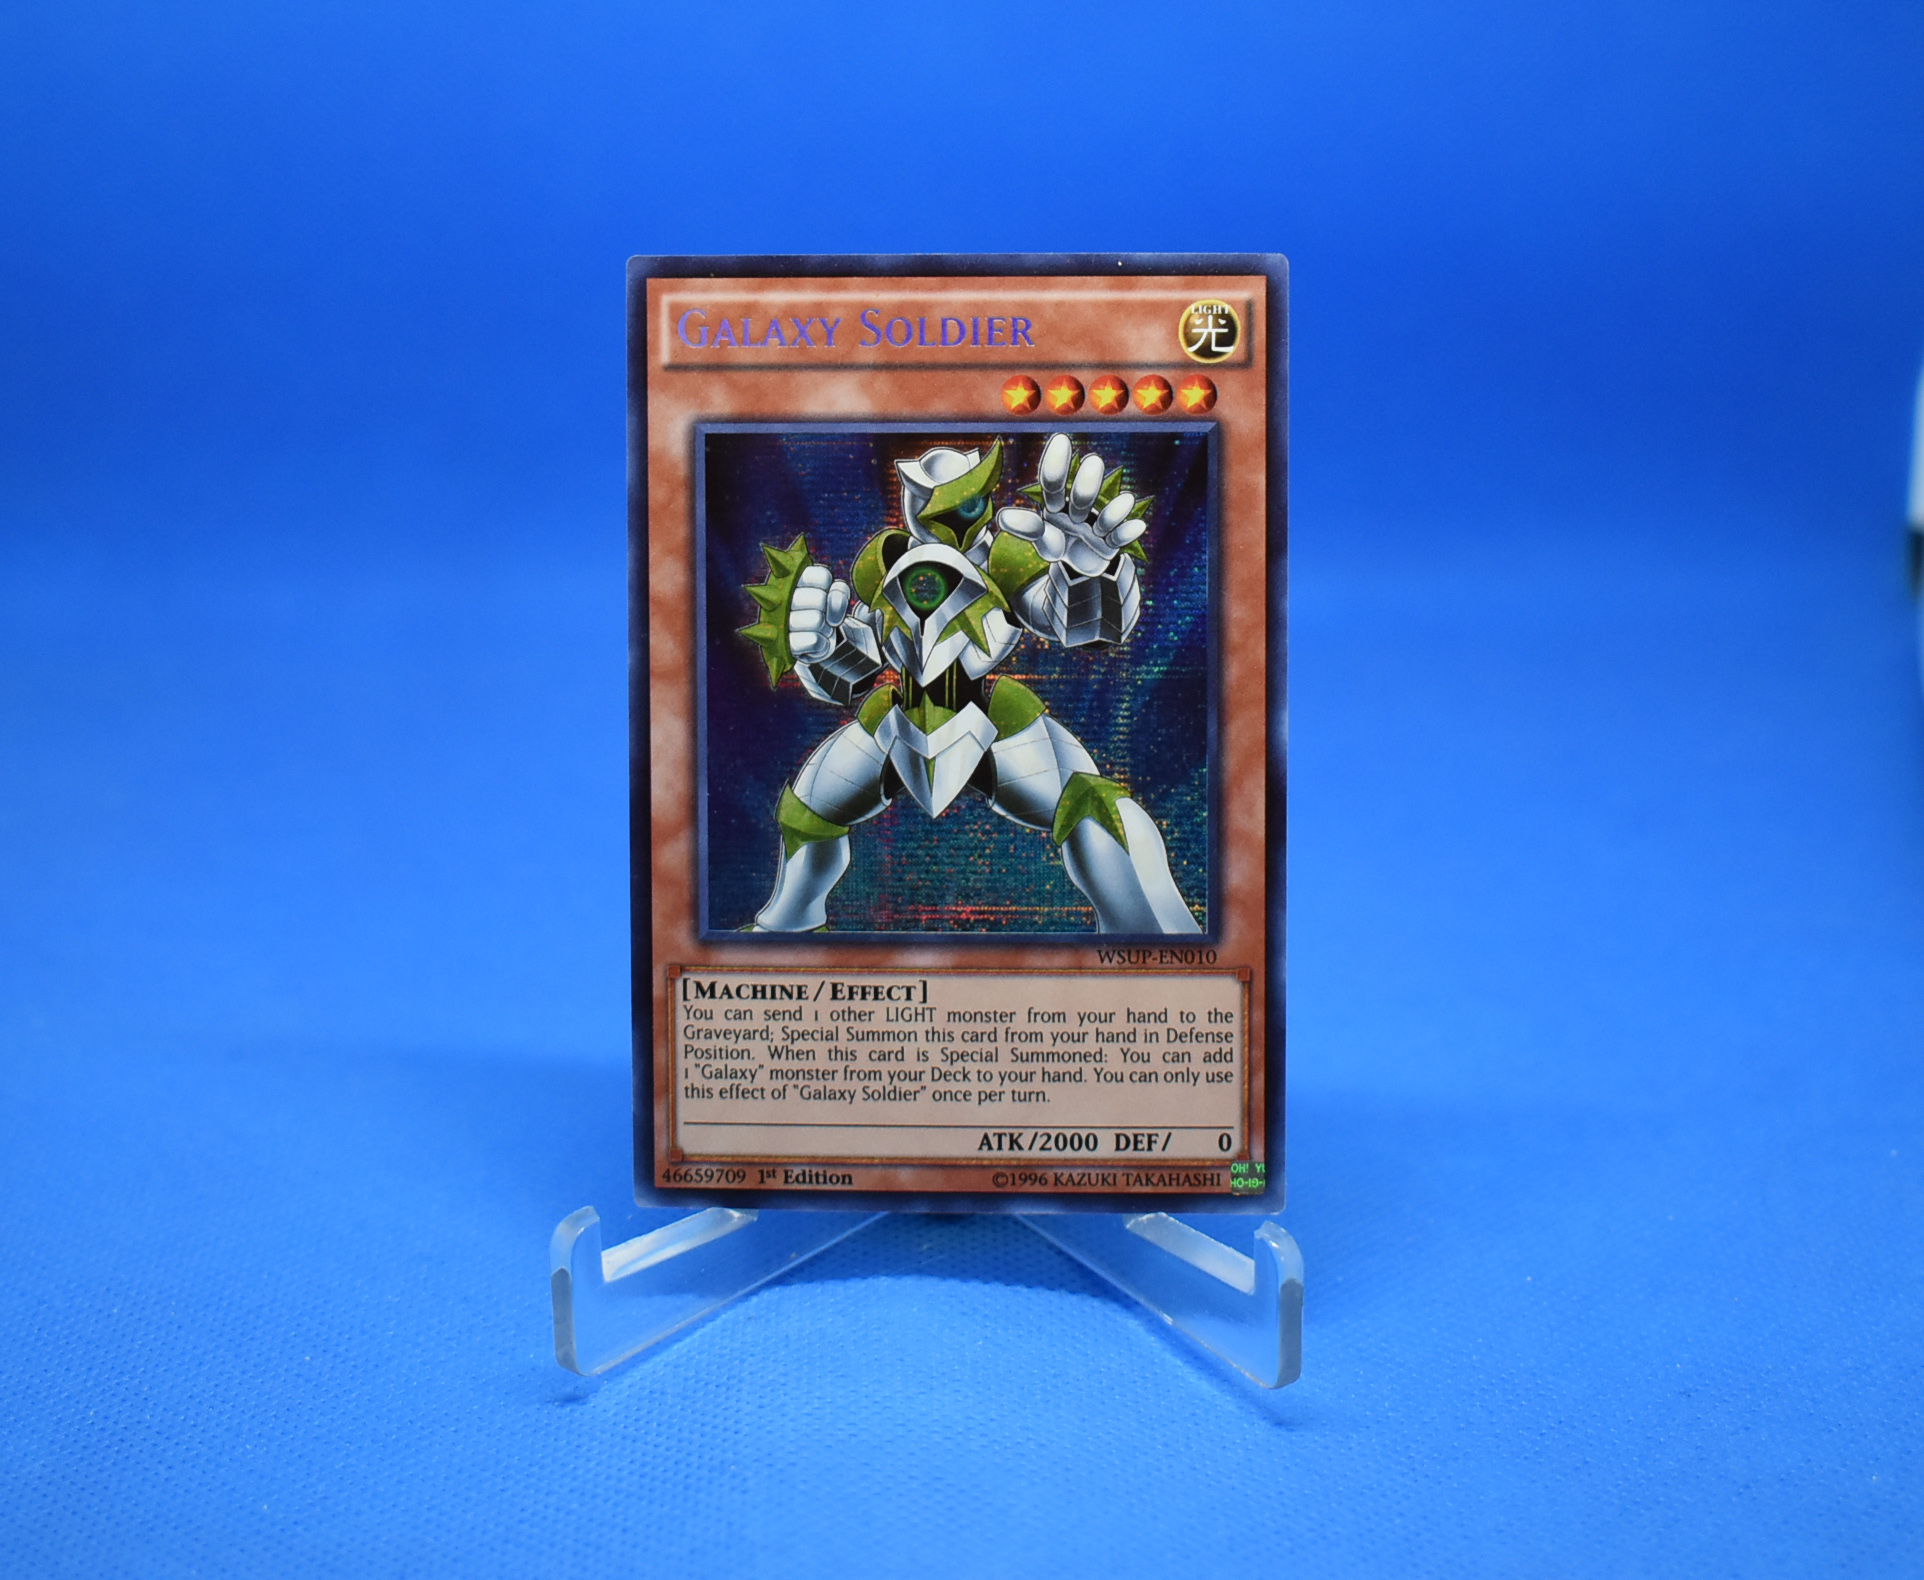 GALAXY SOLDIER
LIGHT
光
WSUP-EN010
[MACHINE/EFFECT]
You can send 1 other LIGHT monster from your hand to the
Graveyard; Special Summon this card from your hand in Defense
Position. When this card is Special Summoned: You can add
1 "Galaxy" monster from your Deck to your hand. You can only use
this effect of "Galaxy Soldier" once per turn.
ATK/2000 DEF/ 0
46659709 1st Edition ©1996 KAZUKI TAKAHASHI